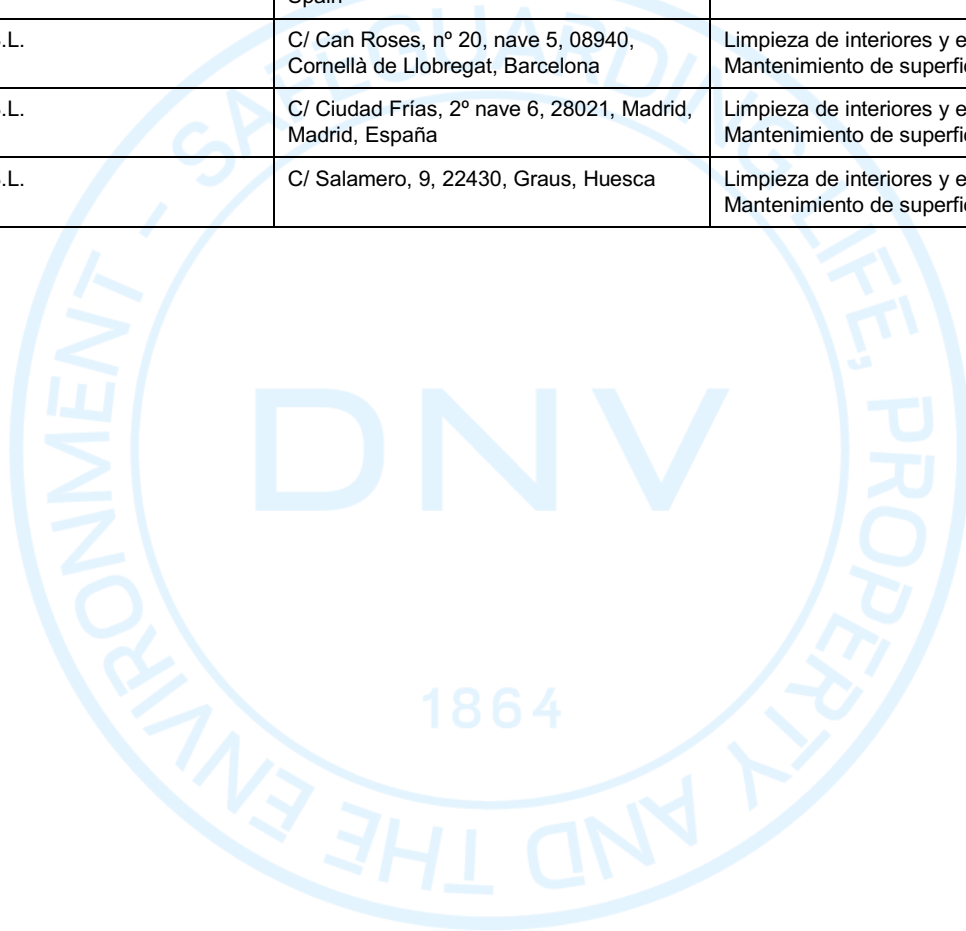 Spain
S.L.
C/ Can Roses, nº 20, nave 5, 08940,
Cornellà de Llobregat, Barcelona
Limpieza de interiores y e
Mantenimiento de superfi
S.L.
C/ Ciudad Frías, 2º nave 6, 28021, Madrid,
Madrid, España
Limpieza de interiores y e
Mantenimiento de superfi
S.L.
C/ Salamero, 9, 22430, Graus, Huesca
Limpieza de interiores y e
Mantenimiento de superfi
SAFEGUARDING LIFE, PROPERTY AND THE ENVIRONMENT -
DNV
1864